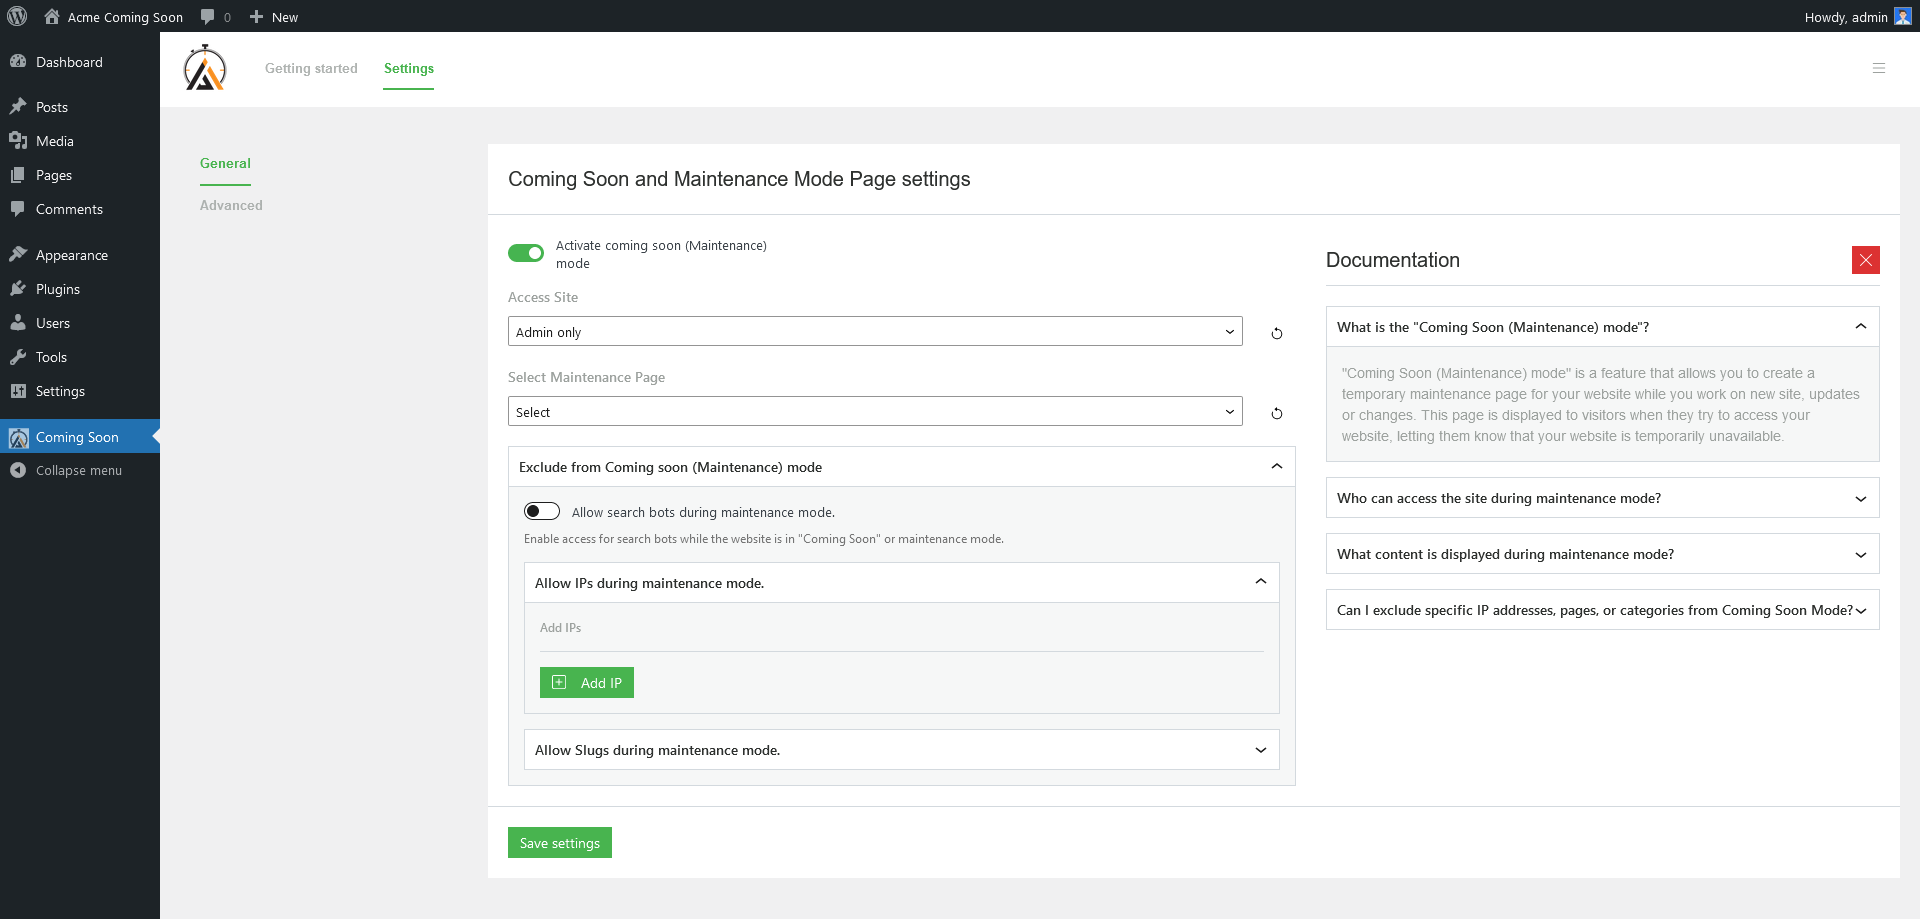 Acme Coming Soon
0
New
Howdy, admin
Dashboard
Posts
Media
Pages
Comments
Appearance
Plugins
Users
Tools
Settings
Coming Soon
Collapse menu
Getting started
Settings
General
Advanced
Coming Soon and Maintenance Mode Page settings
Activate coming soon (Maintenance)
mode
Access Site
Admin only
Select Maintenance Page
Select
Exclude from Coming soon (Maintenance) mode
Allow search bots during maintenance mode.
Enable access for search bots while the website is in "Coming Soon" or maintenance mode.
Allow IPs during maintenance mode.
Add IPs
Add IP
Allow Slugs during maintenance mode.
Save settings
Documentation
What is the "Coming Soon (Maintenance) mode"?
"Coming Soon (Maintenance) mode" is a feature that allows you to create a
temporary maintenance page for your website while you work on new site, updates
or changes. This page is displayed to visitors when they try to access your
website, letting them know that your website is temporarily unavailable.
Who can access the site during maintenance mode?
What content is displayed during maintenance mode?
Can I exclude specific IP addresses, pages, or categories from Coming Soon Mode?